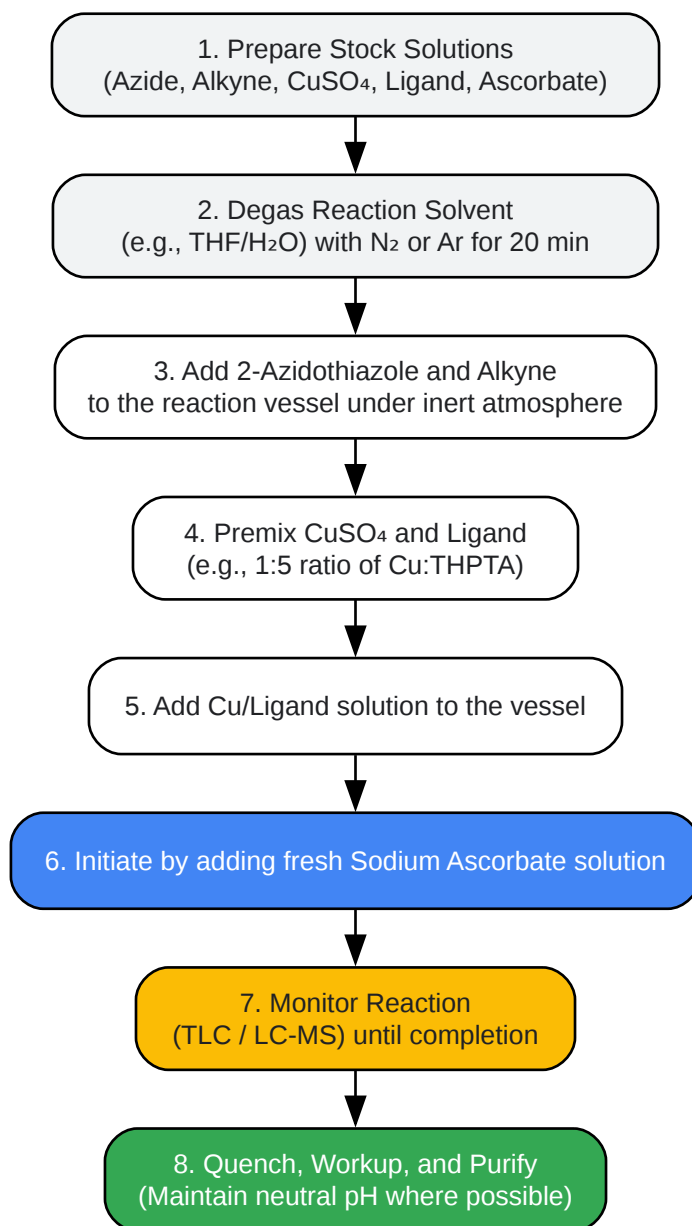 1. Prepare Stock Solutions
(Azide, Alkyne, CuSO₄, Ligand, Ascorbate)
2. Degas Reaction Solvent
(e.g., THF/H₂O) with N₂ or Ar for 20 min
3. Add 2-Azidothiazole and Alkyne
to the reaction vessel under inert atmosphere
4. Premix CuSO₄ and Ligand
(e.g., 1:5 ratio of Cu:THPTA)
5. Add Cu/Ligand solution to the vessel
6. Initiate by adding fresh Sodium Ascorbate solution
7. Monitor Reaction
(TLC / LC-MS) until completion
8. Quench, Workup, and Purify
(Maintain neutral pH where possible)